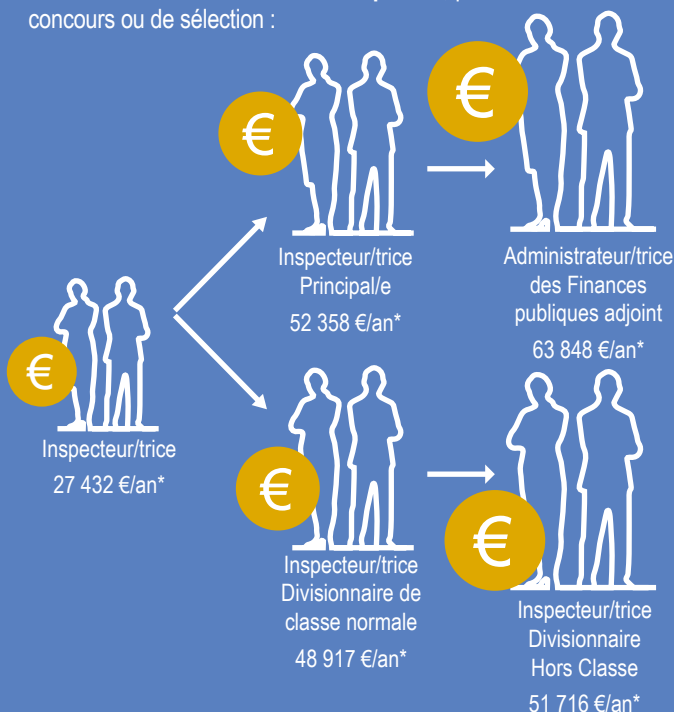 concours ou de sélection :
€
€
Inspecteur/trice
Principal/e
52 358 €/an*
Administrateur/trice
des Finances
publiques adjoint
63 848 €/an*
€
Inspecteur/trice
27 432 €/an*
€
Inspecteur/trice
Divisionnaire de
classe normale
48 917 €/an*
€
Inspecteur/trice
Divisionnaire
Hors Classe
51 716 €/an*